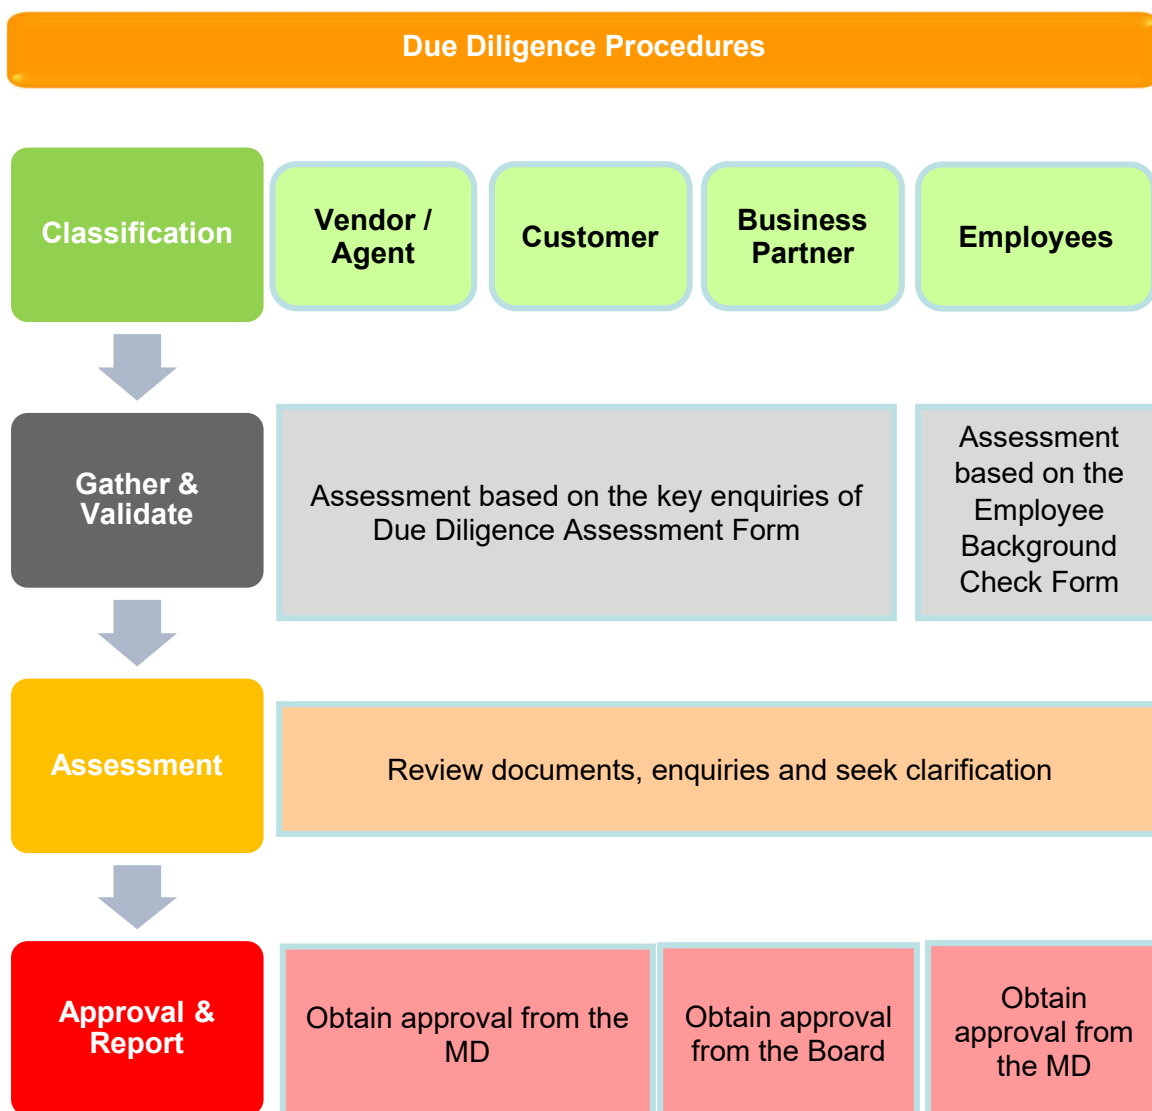 Due Diligence Procedures
Classification
Vendor /
Agent
Customer
Business
Partner
Employees
Gather &
Validate
Assessment based on the key enquiries of
Due Diligence Assessment Form
Assessment
based on the
Employee
Background
Check Form
Assessment
Review documents, enquiries and seek clarification
Approval &
Report
Obtain approval from the
MD
Obtain approval
from the Board
Obtain
approval from
the MD